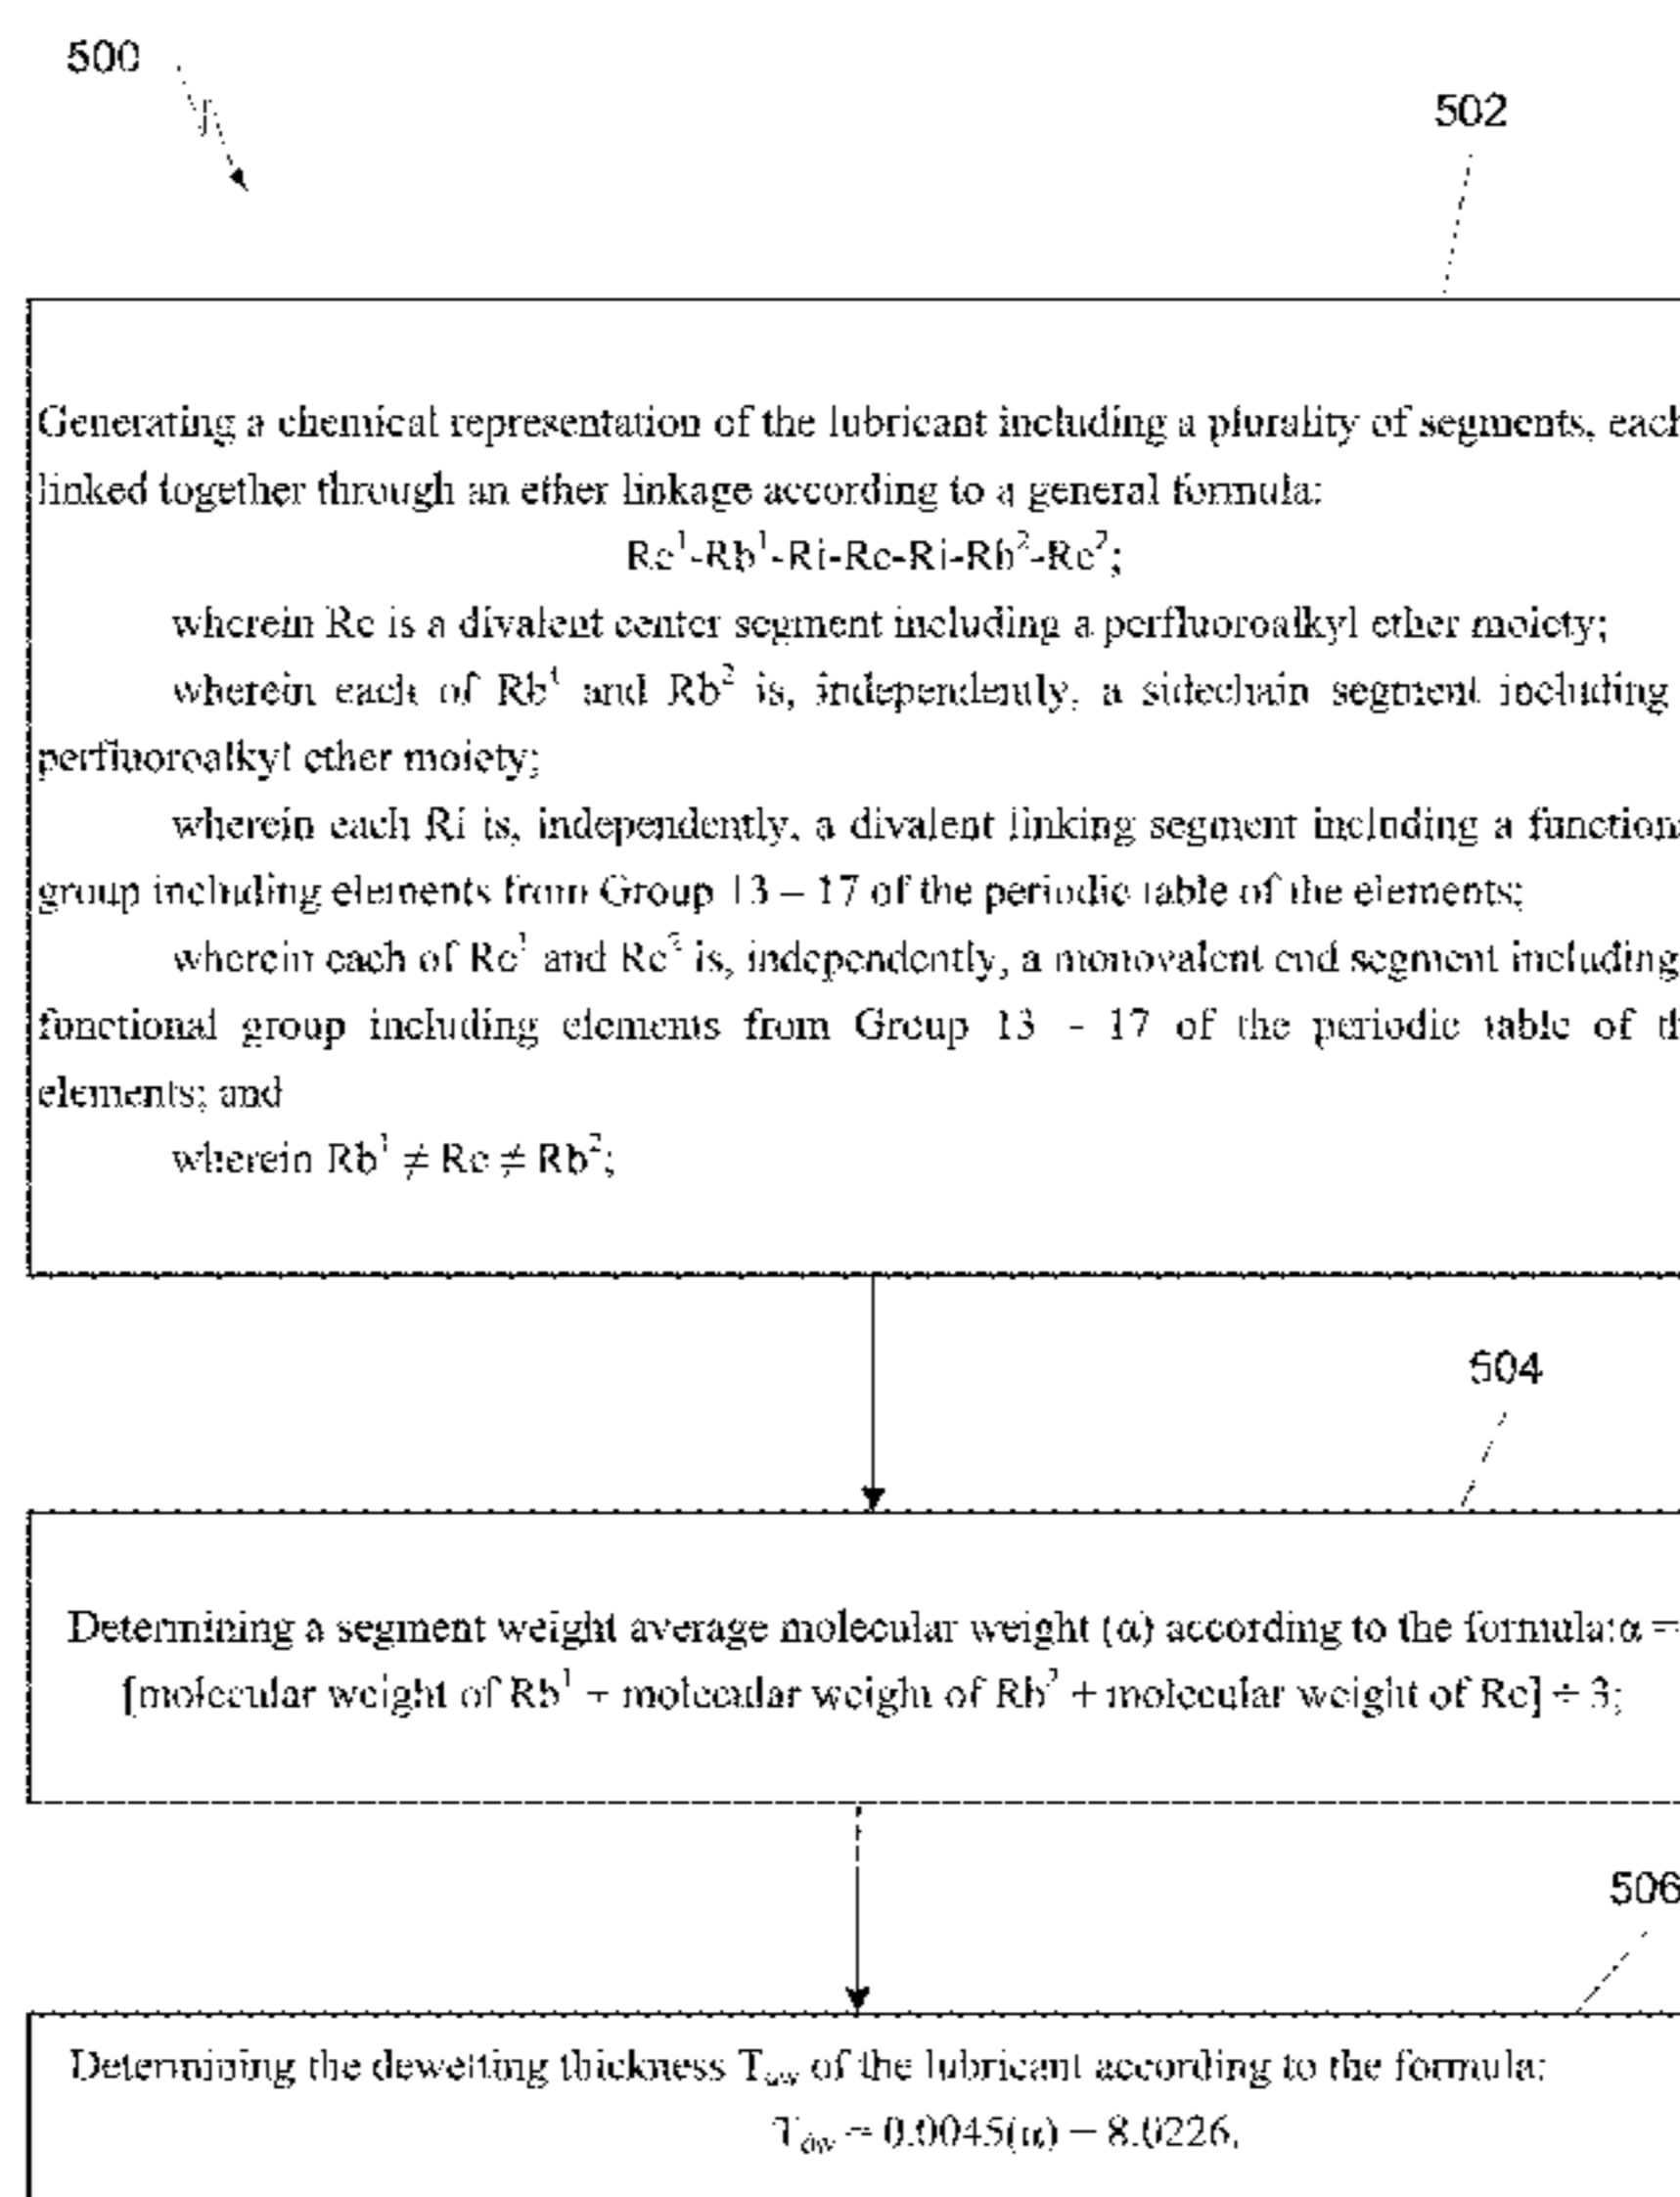 500
502
Generating a chemical representation of the lubricant including a plurality of segments, each
linked together through an ether linkage according to a general formula:
Re¹-Rb¹-Ri-Rc-Ri-Rb²-Re²;
wherein Rc is a divalent center segment including a perfluoroalkyl ether moiety;
wherein each of Rb¹ and Rb² is, independently, a sidechain segment including
perfluoroalkyl ether moiety;
wherein each Ri is, independently, a divalent linking segment including a functiona
group including elements from Group 13 – 17 of the periodic table of the elements;
wherein each of Re¹ and Re² is, independently, a monovalent end segment including
functional group including elements from Group 13 - 17 of the periodic table of th
elements; and
wherein Rb¹ ≠ Rc ≠ Rb²;
504
Determining a segment weight average molecular weight (α) according to the formula:α =
[molecular weight of Rb¹ + molecular weight of Rb² + molecular weight of Rc] ÷ 3;
506
Determining the dewetting thickness Tdw of the lubricant according to the formula:
Tdw = 0.0045(α) – 8.0226.